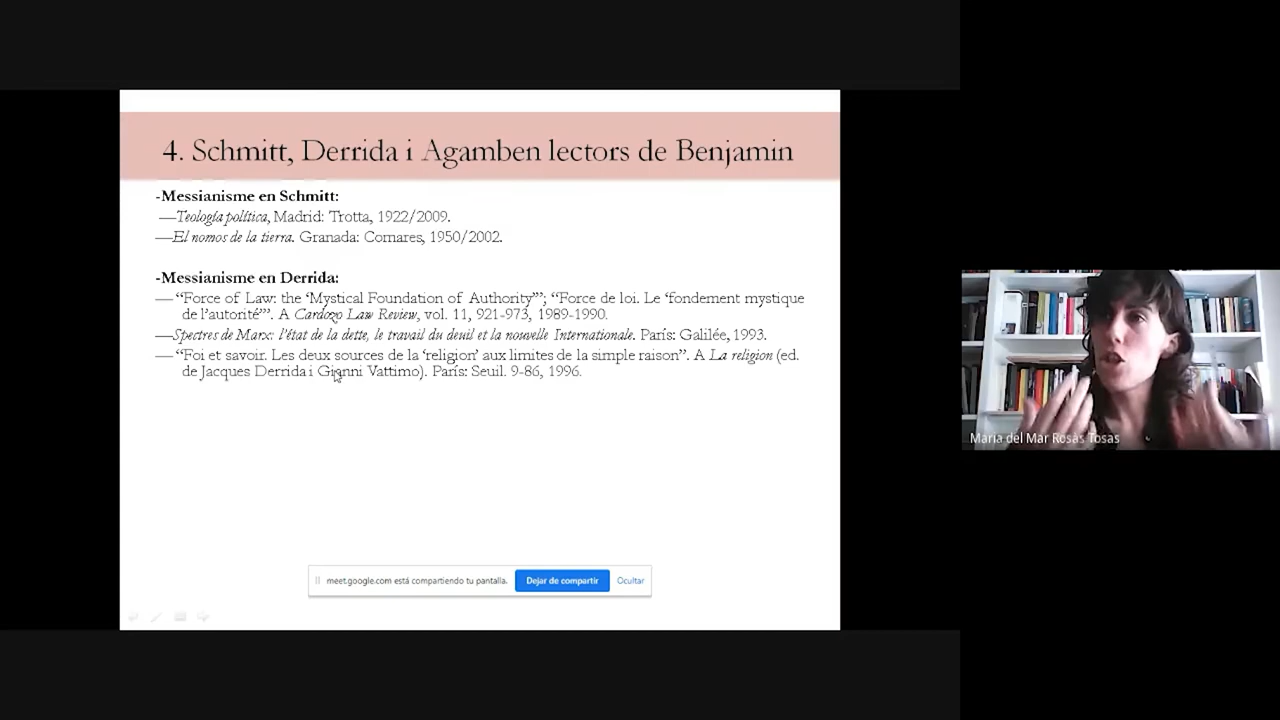 4. Schmitt, Derrida i Agamben lectors de Benjamin
-Messianisme en Schmitt:
—Teología política, Madrid: Trotta, 1922/2009.
—El nomos de la tierra. Granada: Comares, 1950/2002.
-Messianisme en Derrida:
— “Force of Law: the ‘Mystical Foundation of Authority’”; “Force de loi. Le ‘fondement mystique
de l’autorité’”. A Cardozo Law Review, vol. 11, 921-973, 1989-1990.
—Spectres de Marx: l’état de la dette, le travail du deuil et la nouvelle Internationale. París: Galilée, 1993.
— “Foi et savoir. Les deux sources de la ‘religion’ aux limites de la simple raison”. A La religion (ed.
de Jacques Derrida i Gianni Vattimo). París: Seuil. 9-86, 1996.
Maria del Mar Rosas Tosas
meet.google.com está compartiendo tu pantalla. Dejar de compartir Ocultar